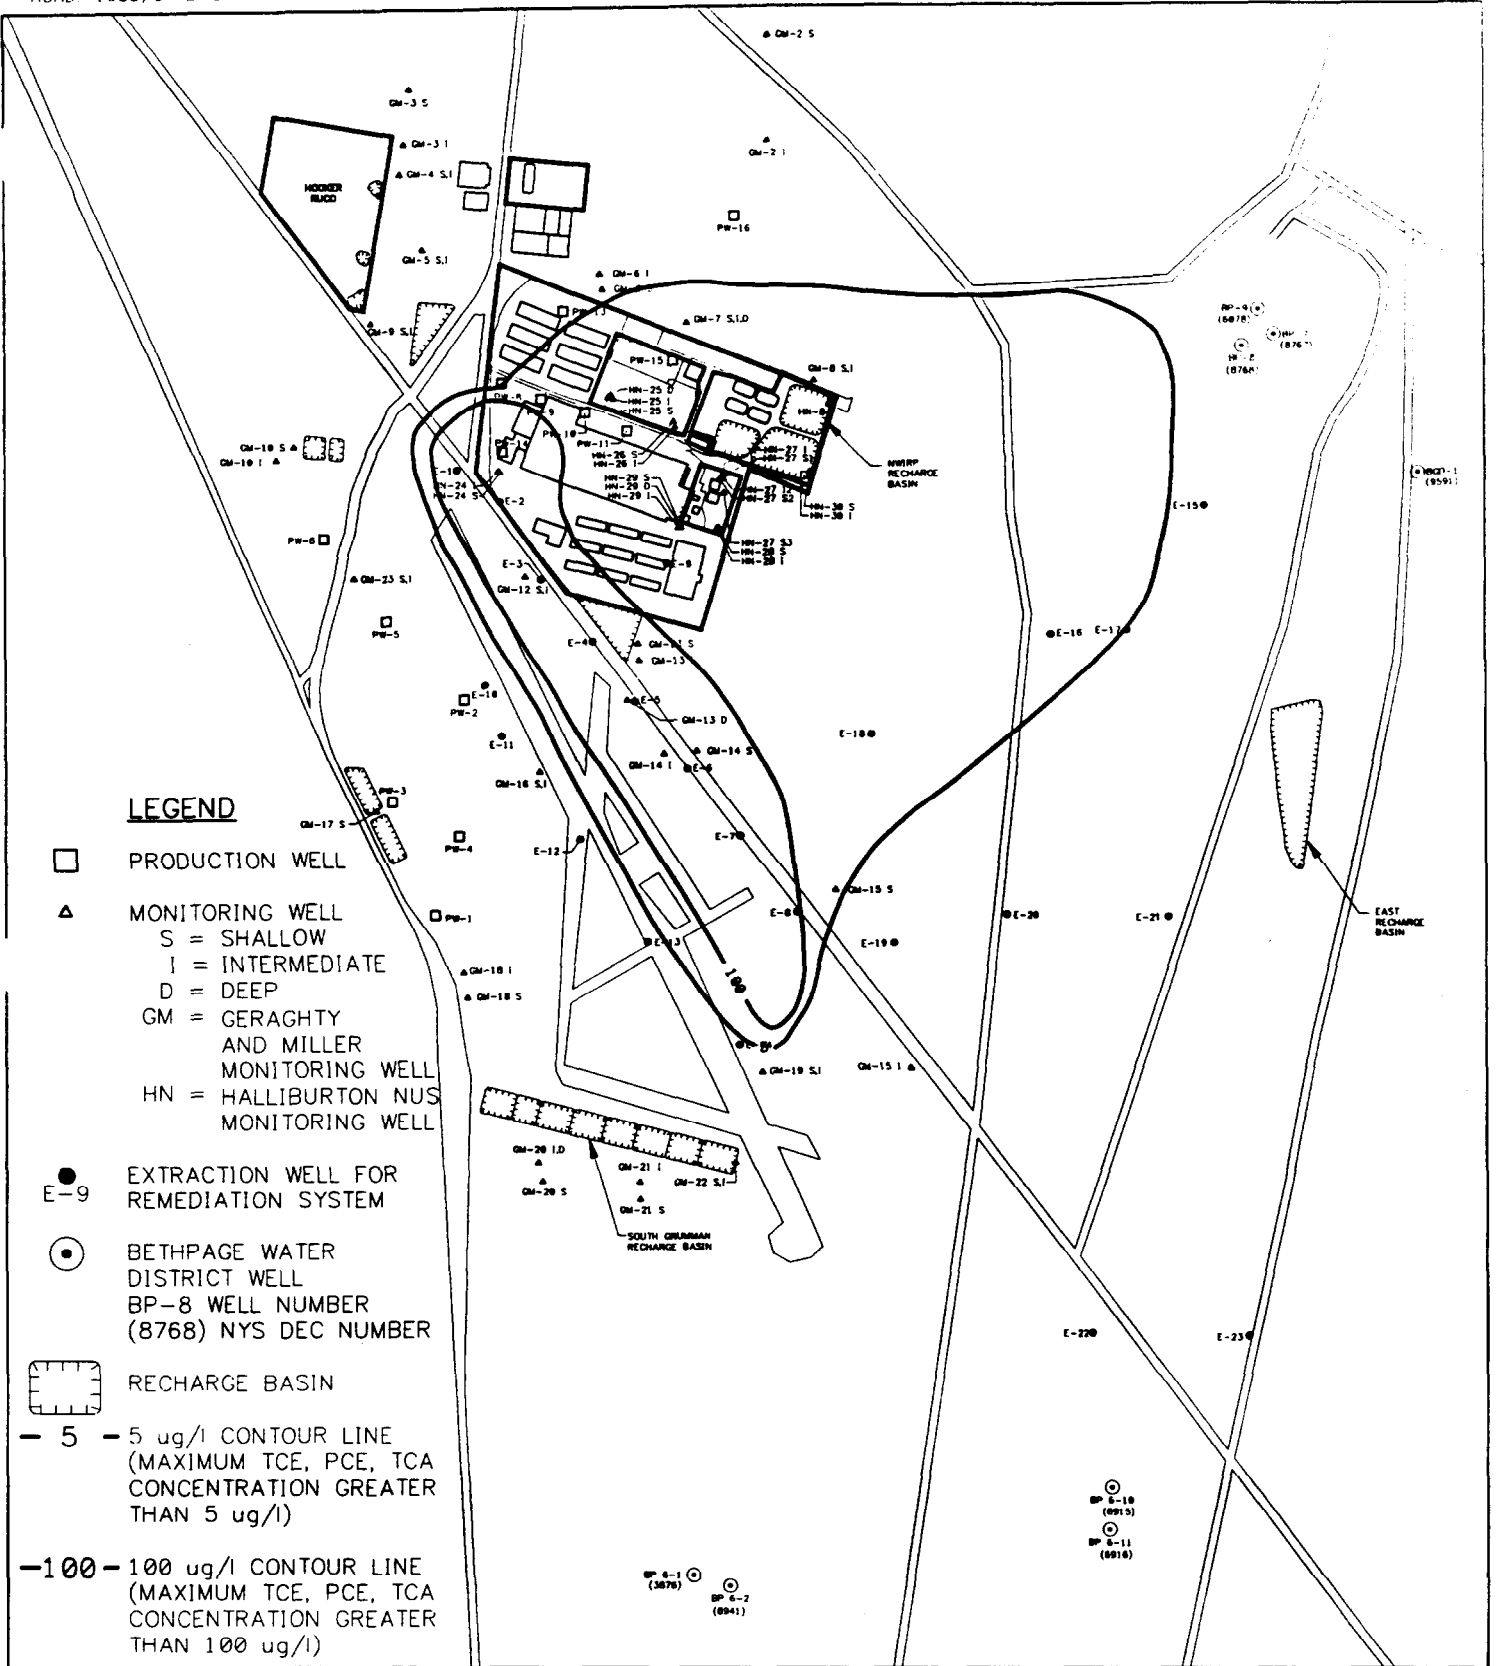 GM-2 S
GM-3 S
GM-3 I
GM-2 I
GM-4 S,I
HOOKER
RUCO
PW-16
GM-5 S,I
GM-6 I
BP-9
(6078)
GM-7 S,I,D
GM-9 S,I
(8768)
PW-15
GM-8 S,I
HN-25 D
HN-25 I
HN-25 S
PW-10
PW-11
GM-10 S
GM-10 I
HN-26 S
HN-26 I
HN-27 I
NWIRP
RECHARGE
BASIN
HN-24 S
E-2
HN-29 S
HN-29 D
HN-29 I
HN-27 S2
HN-30 S
HN-30 I
E-15
PW-6
HN-27 S3
HN-28 S
HN-28 I
E-3
GM-12 S,I
GM-23 S,I
PW-5
E-4
E-16
E-17
GM-13
E-10
PW-2
E-5
GM-13 D
E-11
E-18
GM-14 S
GM-14 I
E-6
GM-16 S,I
PW-3
GM-17 S
PW-4
E-12
E-7
GM-15 S
PW-1
E-8
E-13
E-19
E-20
E-21
EAST
RECHARGE
BASIN
GM-18 I
GM-18 S
100
GM-19 S,I
GM-15 I
GM-20 I,D
GM-20 S
GM-21 I
GM-21 S
GM-22 S,I
SOUTH GRUMMAN
RECHARGE BASIN
E-22
E-23
BP 6-10
(8915)
BP 6-11
(8916)
BP 6-1
(3876)
BP 6-2
(8941)
LEGEND
PRODUCTION WELL
MONITORING WELL
S = SHALLOW
I = INTERMEDIATE
D = DEEP
GM = GERAGHTY
AND MILLER
MONITORING WELL
HN = HALLIBURTON NUS
MONITORING WELL
E-9 EXTRACTION WELL FOR
REMEDIATION SYSTEM
BETHPAGE WATER
DISTRICT WELL
BP-8 WELL NUMBER
(8768) NYS DEC NUMBER
RECHARGE BASIN
- 5 - 5 ug/l CONTOUR LINE
(MAXIMUM TCE, PCE, TCA
CONCENTRATION GREATER
THAN 5 ug/l)
-100- 100 ug/l CONTOUR LINE
(MAXIMUM TCE, PCE, TCA
CONCENTRATION GREATER
THAN 100 ug/l)